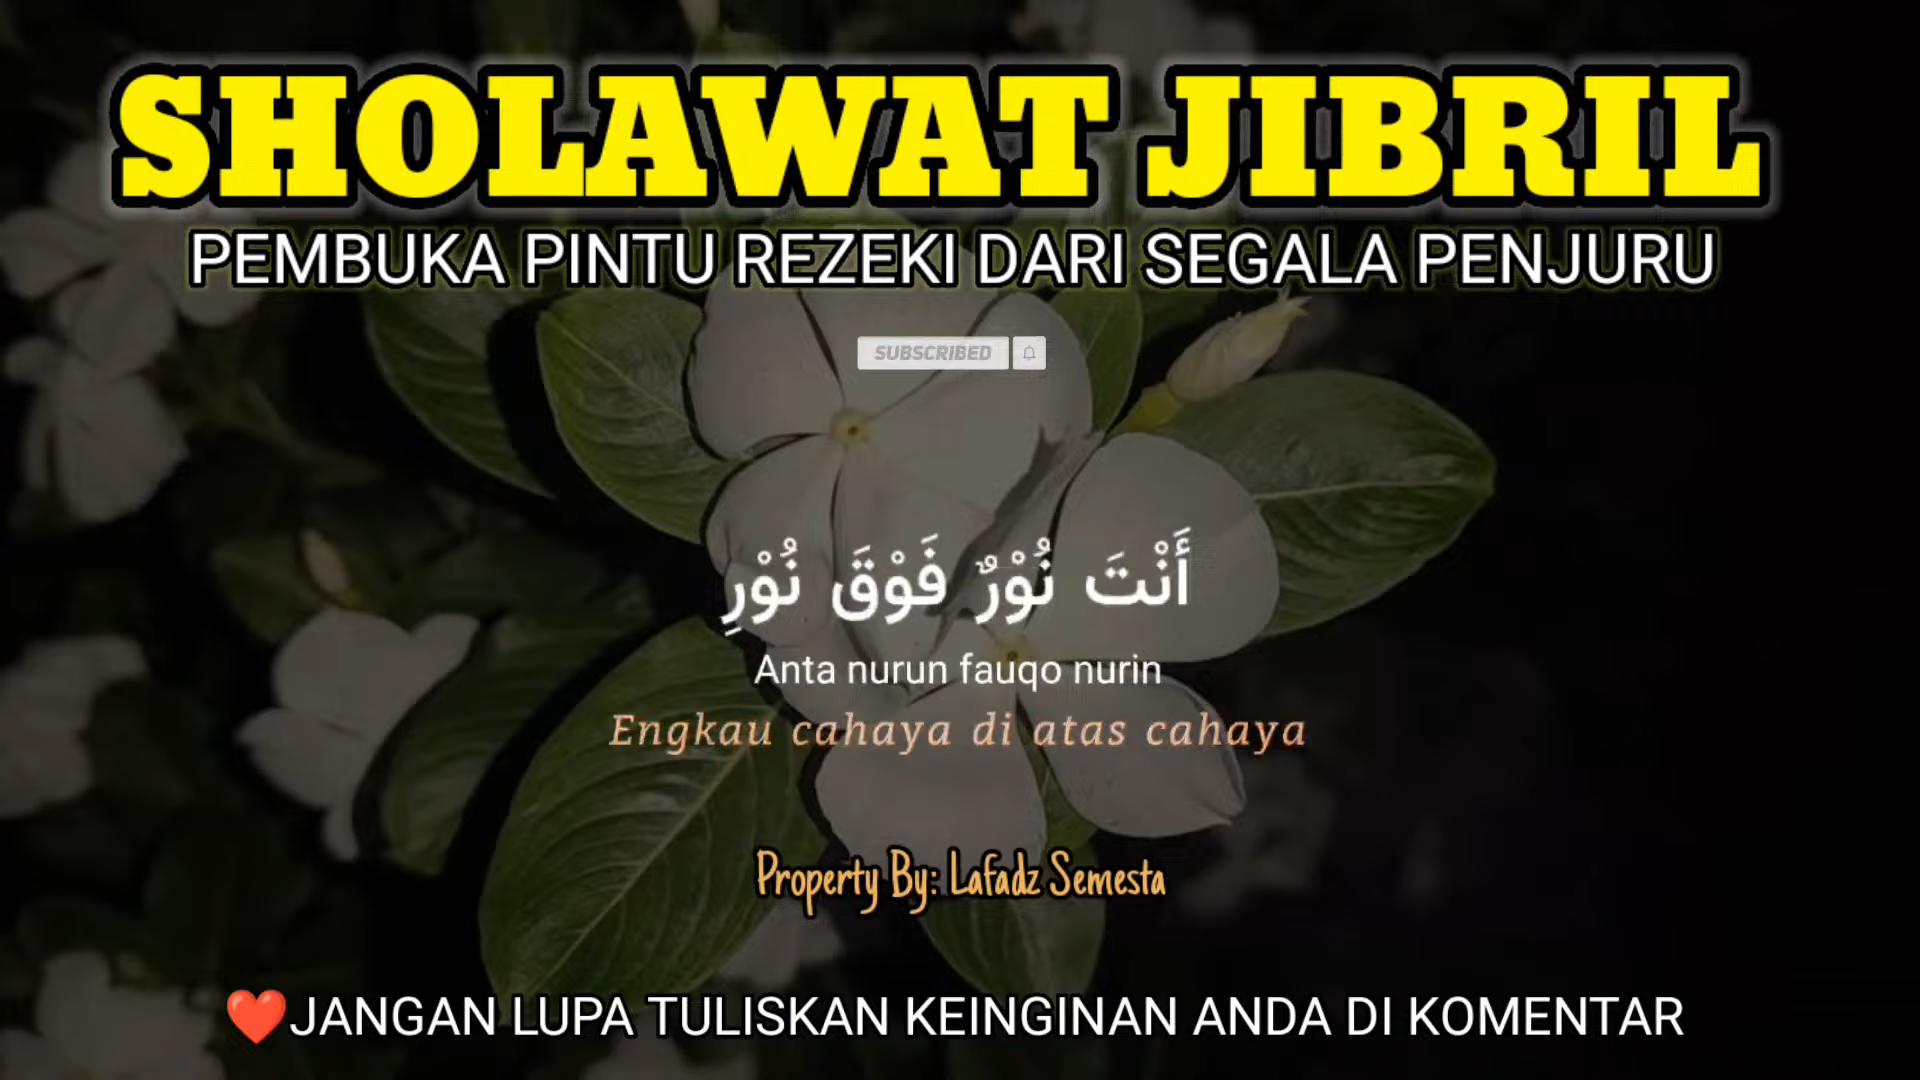 SHOLAWAT JIBRIL
PEMBUKA PINTU REZEKI DARI SEGALA PENJURU
SUBSCRIBED
أَنْتَ نُوْرٌ فَوْقَ نُوْرِ
Anta nurun fauqo nurin
Engkau cahaya di atas cahaya
Property By: Lafadz Semesta
❤️JANGAN LUPA TULISKAN KEINGINAN ANDA DI KOMENTAR